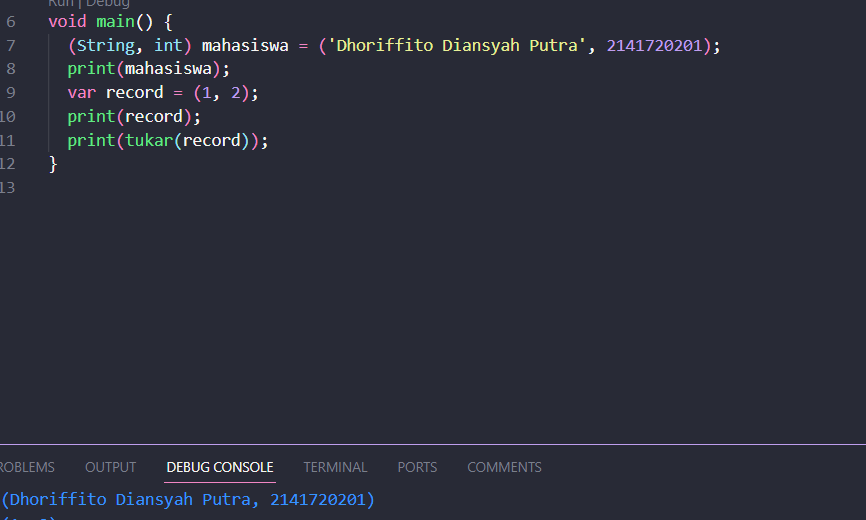 Run | Debug
6 void main() {
7 (String, int) mahasiswa = ('Dhoriffito Diansyah Putra', 2141720201);
8 print(mahasiswa);
9 var record = (1, 2);
10 print(record);
11 print(tukar(record));
12 }
13
ROBLEMS OUTPUT DEBUG CONSOLE TERMINAL PORTS COMMENTS
(Dhoriffito Diansyah Putra, 2141720201)